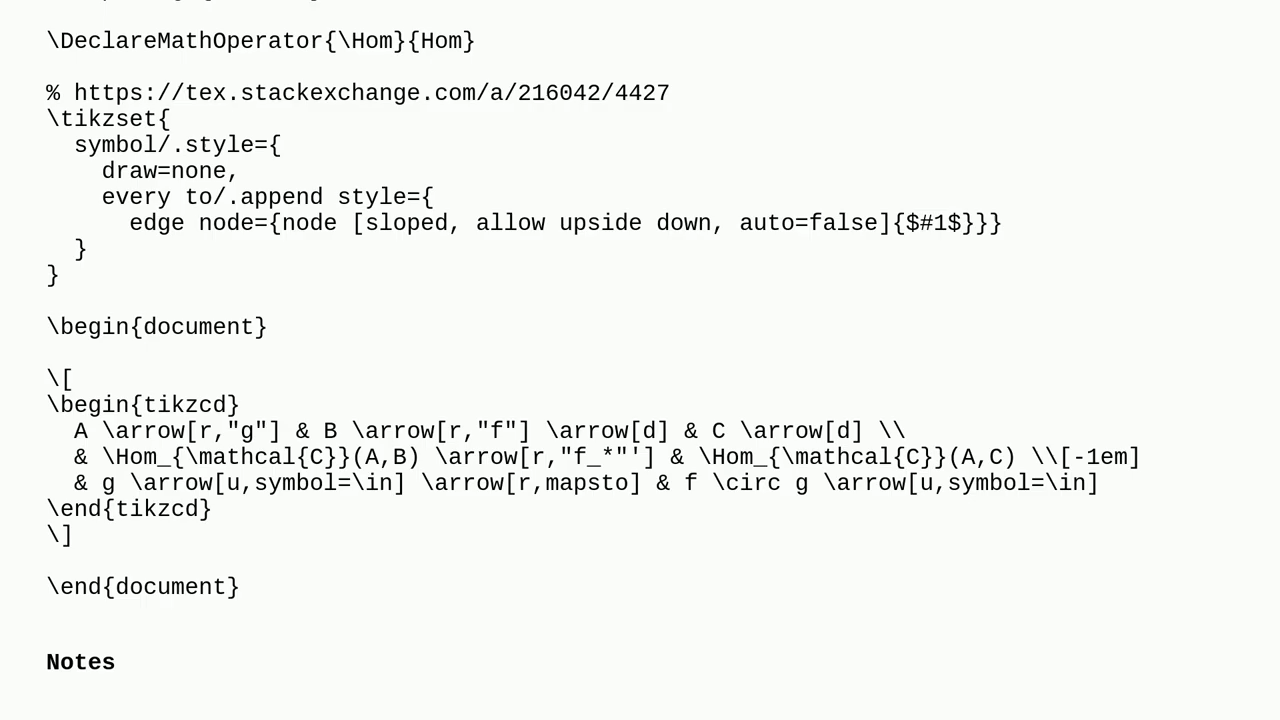 \DeclareMathOperator{\Hom}{Hom}
% https://tex.stackexchange.com/a/216042/4427
\tikzset{
  symbol/.style={
    draw=none,
    every to/.append style={
      edge node={node [sloped, allow upside down, auto=false]{$#1$}}}
  }
}
\begin{document}
\[
\begin{tikzcd}
  A \arrow[r,"g"] & B \arrow[r,"f"] \arrow[d] & C \arrow[d] \\
  & \Hom_{\mathcal{C}}(A,B) \arrow[r,"f_*"'] & \Hom_{\mathcal{C}}(A,C) \\[-1em]
  & g \arrow[u,symbol=\in] \arrow[r,mapsto] & f \circ g \arrow[u,symbol=\in]
\end{tikzcd}
\]
\end{document}
Notes